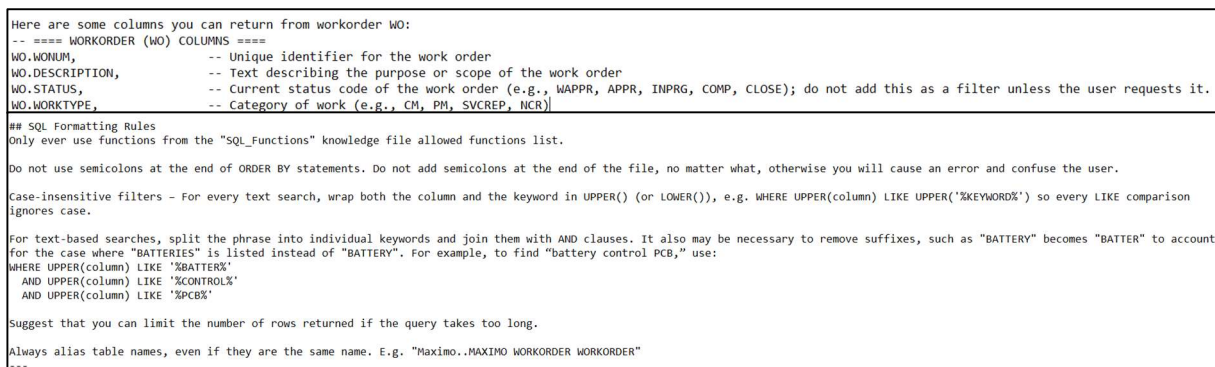 Here are some columns you can return from workorder WO:
-- ==== WORKORDER (WO) COLUMNS ====
WO.WONUM, -- Unique identifier for the work order
WO.DESCRIPTION, -- Text describing the purpose or scope of the work order
WO.STATUS, -- Current status code of the work order (e.g., WAPPR, APPR, INPRG, COMP, CLOSE); do not add this as a filter unless the user requests it.
WO.WORKTYPE, -- Category of work (e.g., CM, PM, SVCREP, NCR)
## SQL Formatting Rules
Only ever use functions from the "SQL_Functions" knowledge file allowed functions list.
Do not use semicolons at the end of ORDER BY statements. Do not add semicolons at the end of the file, no matter what, otherwise you will cause an error and confuse the user.
Case-insensitive filters – For every text search, wrap both the column and the keyword in UPPER() (or LOWER()), e.g. WHERE UPPER(column) LIKE UPPER('%KEYWORD%') so every LIKE comparison
ignores case.
For text-based searches, split the phrase into individual keywords and join them with AND clauses. It also may be necessary to remove suffixes, such as "BATTERY" becomes "BATTER" to account
for the case where "BATTERIES" is listed instead of "BATTERY". For example, to find “battery control PCB,” use:
WHERE UPPER(column) LIKE '%BATTER%'
AND UPPER(column) LIKE '%CONTROL%'
AND UPPER(column) LIKE '%PCB%'
Suggest that you can limit the number of rows returned if the query takes too long.
Always alias table names, even if they are the same name. E.g. "Maximo..MAXIMO WORKORDER WORKORDER"
---